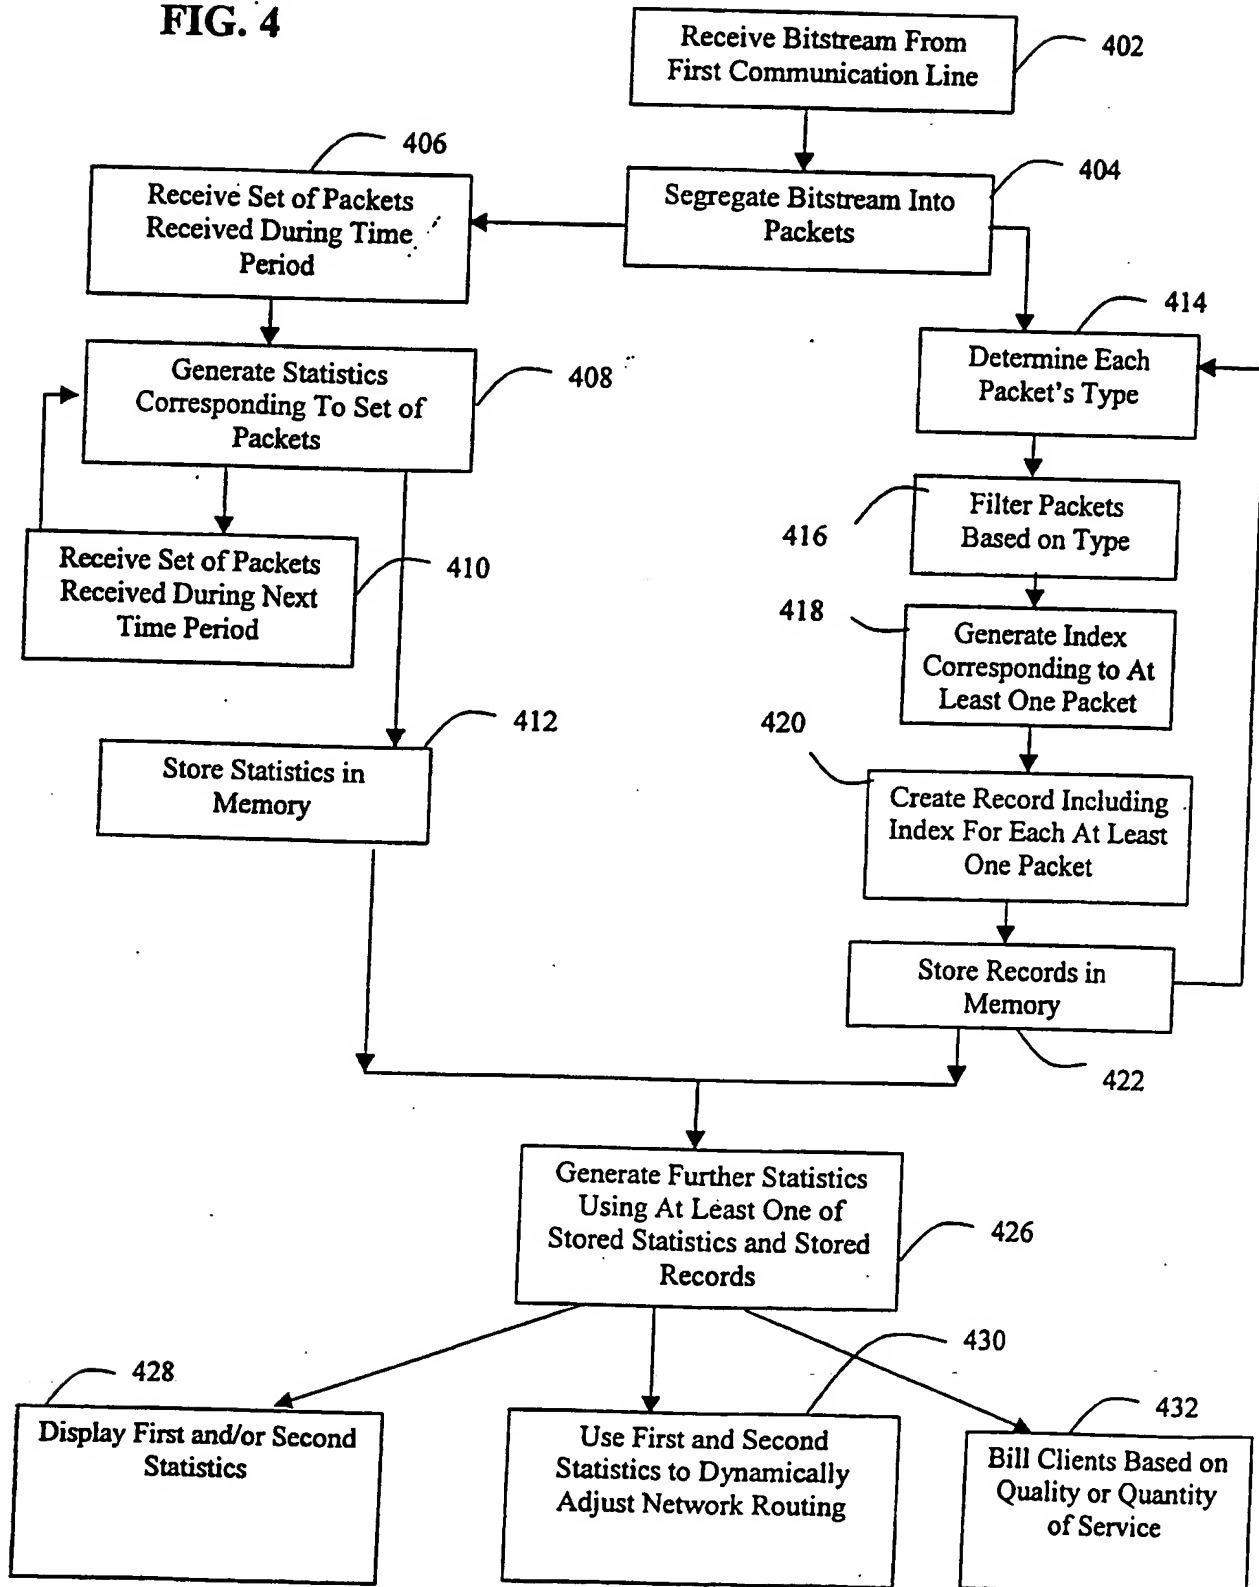 FIG. 4
Receive Bitstream From
First Communication Line
402
406
404
Receive Set of Packets
Received During Time
Period
Segregate Bitstream Into
Packets
414
Generate Statistics
Corresponding To Set of
Packets
408
Determine Each
Packet's Type
416
Filter Packets
Based on Type
Receive Set of Packets
Received During Next
Time Period
410
418
Generate Index
Corresponding to At
Least One Packet
412
Store Statistics in
Memory
420
Create Record Including
Index For Each At Least
One Packet
Store Records in
Memory
422
Generate Further Statistics
Using At Least One of
Stored Statistics and Stored
Records
426
428
430
432
Display First and/or Second
Statistics
Use First and Second
Statistics to Dynamically
Adjust Network Routing
Bill Clients Based on
Quality or Quantity
of Service